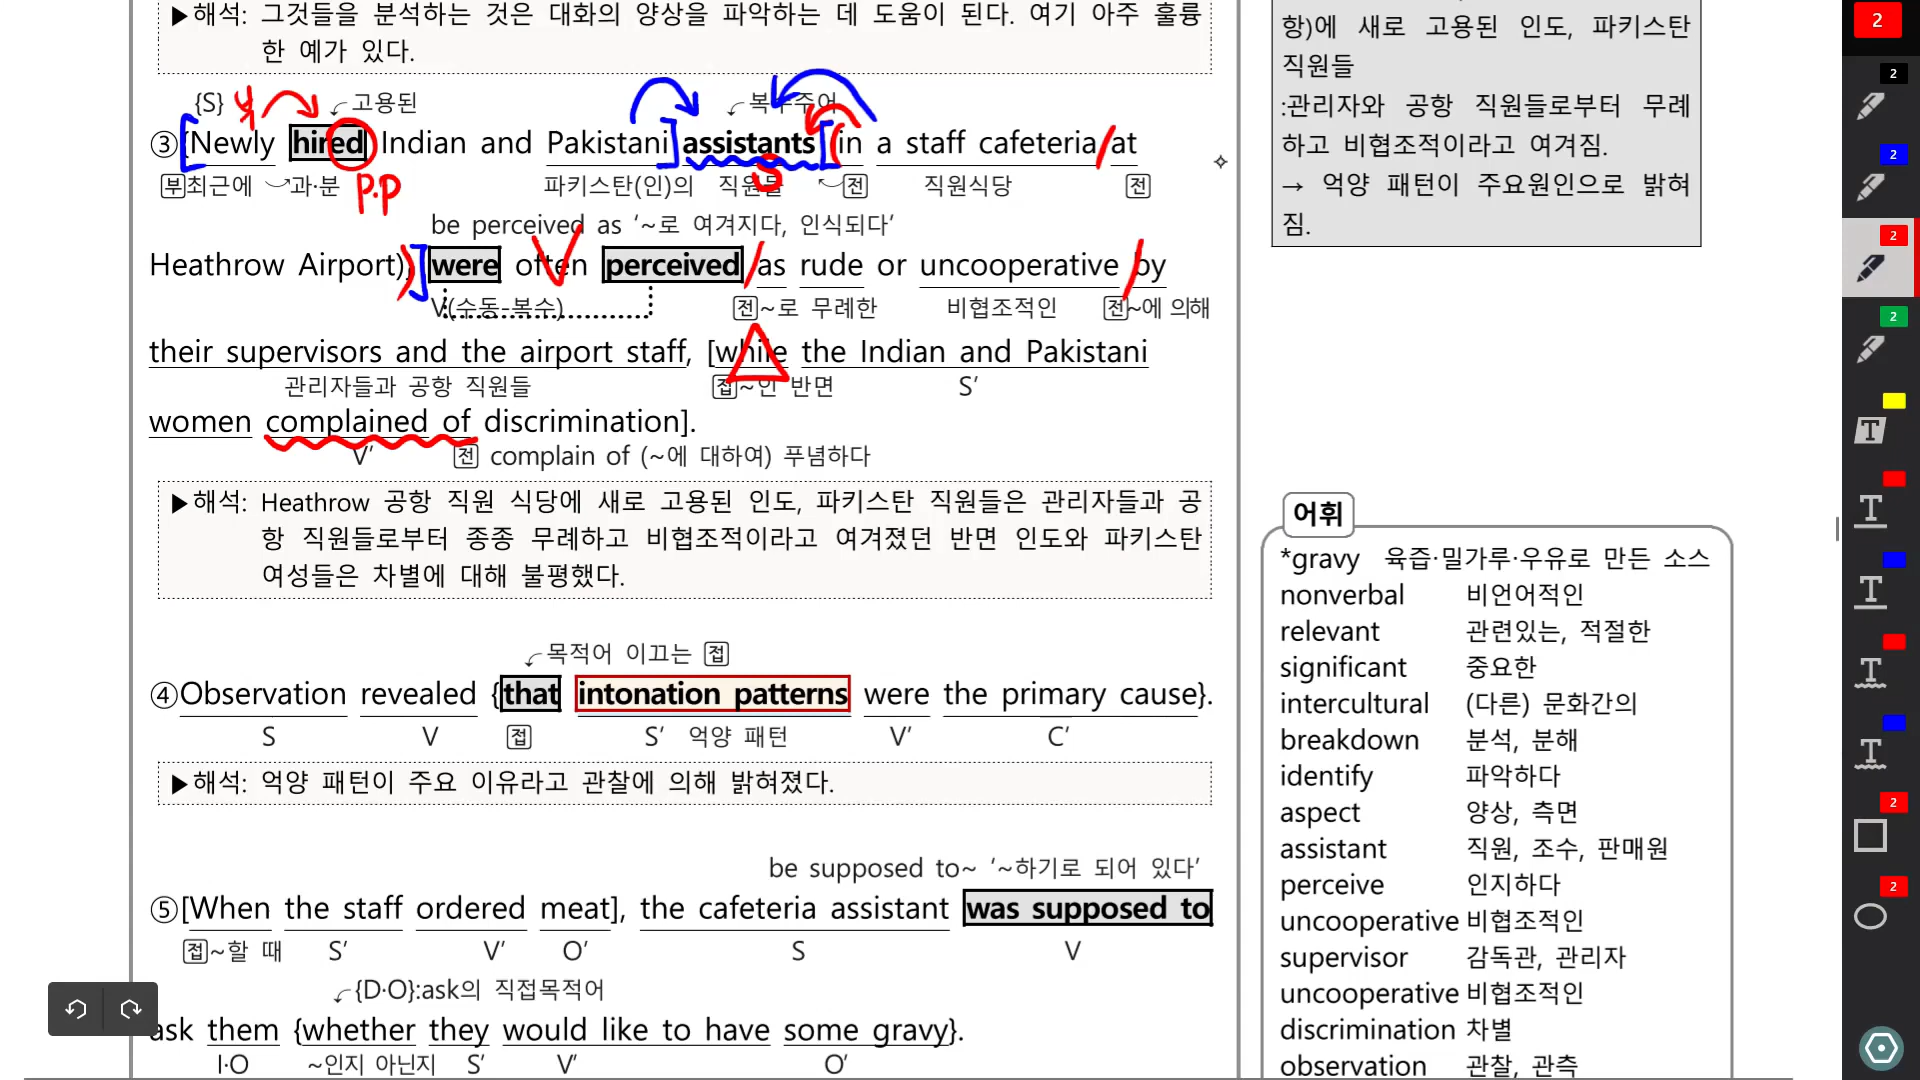 ▶해석: 그것들을 분석하는 것은 대화의 양상을 파악하는 데 도움이 된다. 여기 아주 훌륭
한 예가 있다.
{S} 부 고용된 복수주어
③[Newly hired Indian and Pakistani] assistants [(in a staff cafeteria/at
부 최근에 과·분 p.p 파키스탄(인)의 직원들 S 전 직원식당 전
be perceived as ‘~로 여겨지다, 인식되다’
Heathrow Airport)] were often perceived/as rude or uncooperative/by
V(수동-복수) 전~로 무례한 비협조적인 전~에 의해
their supervisors and the airport staff, [while the Indian and Pakistani
관리자들과 공항 직원들 접~인 반면 S′
women complained of discrimination].
V′ 전 complain of (~에 대하여) 푸념하다
▶해석: Heathrow 공항 직원 식당에 새로 고용된 인도, 파키스탄 직원들은 관리자들과 공
항 직원들로부터 종종 무례하고 비협조적이라고 여겨졌던 반면 인도와 파키스탄
여성들은 차별에 대해 불평했다.
목적어 이끄는 접
④Observation revealed {that intonation patterns were the primary cause}.
S V 접 S′ 억양 패턴 V′ C′
▶해석: 억양 패턴이 주요 이유라고 관찰에 의해 밝혀졌다.
be supposed to~ ‘~하기로 되어 있다’
⑤[When the staff ordered meat], the cafeteria assistant was supposed to
접~할 때 S′ V′ O′ S V
{D·O}:ask의 직접목적어
ask them {whether they would like to have some gravy}.
I·O ~인지 아닌지 S′ V′ O′
항)에 새로 고용된 인도, 파키스탄
직원들
:관리자와 공항 직원들로부터 무례
하고 비협조적이라고 여겨짐.
→ 억양 패턴이 주요원인으로 밝혀
짐.
어휘
*gravy 육즙·밀가루·우유로 만든 소스
nonverbal 비언어적인
relevant 관련있는, 적절한
significant 중요한
intercultural (다른) 문화간의
breakdown 분석, 분해
identify 파악하다
aspect 양상, 측면
assistant 직원, 조수, 판매원
perceive 인지하다
uncooperative 비협조적인
supervisor 감독관, 관리자
uncooperative 비협조적인
discrimination 차별
observation 관찰, 관측
2
2
2
2
2
T
T
T
T
T
2
2